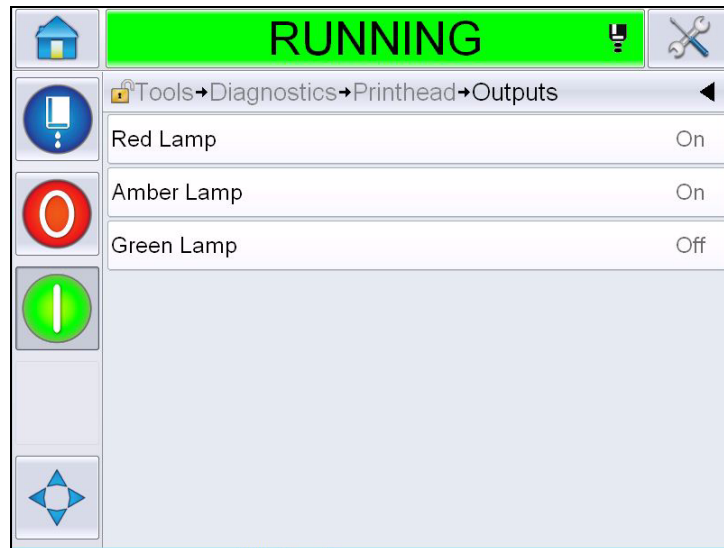 RUNNING
Tools→Diagnostics→Printhead→Outputs
Red Lamp On
Amber Lamp On
Green Lamp Off